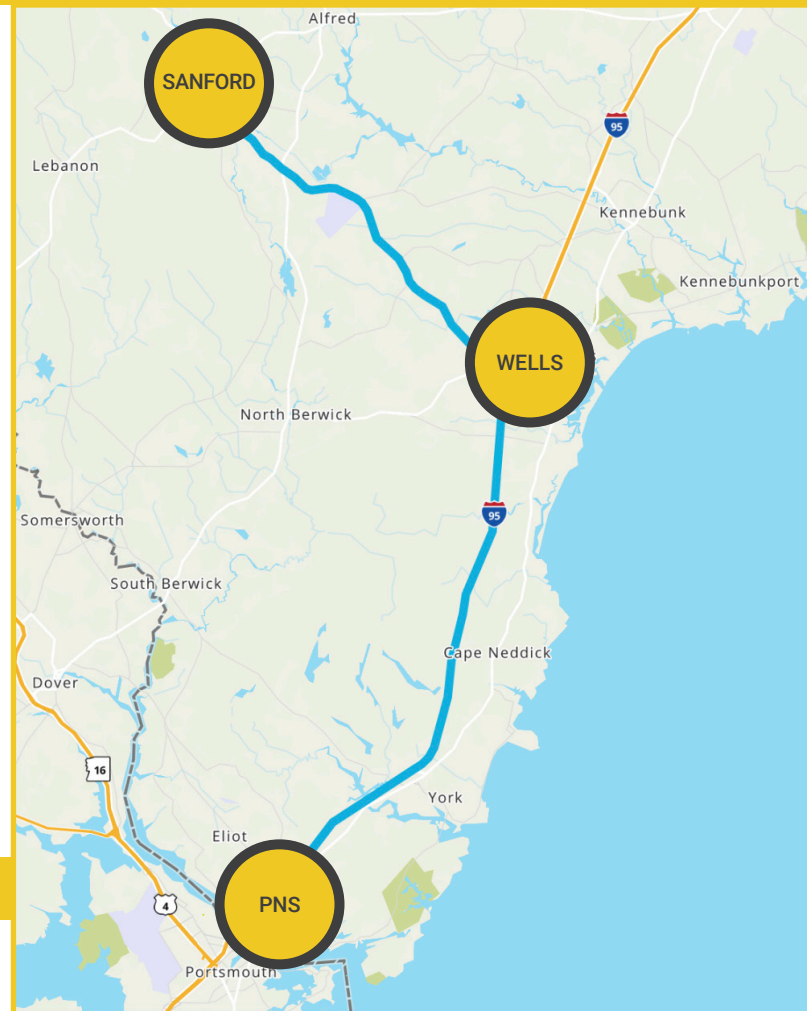 Alfred
SANFORD
95
Lebanon
Kennebunk
Kennebunkport
WELLS
North Berwick
95
Somersworth
South Berwick
Cape Neddick
Dover
16
York
Eliot
PNS
4
Portsmouth